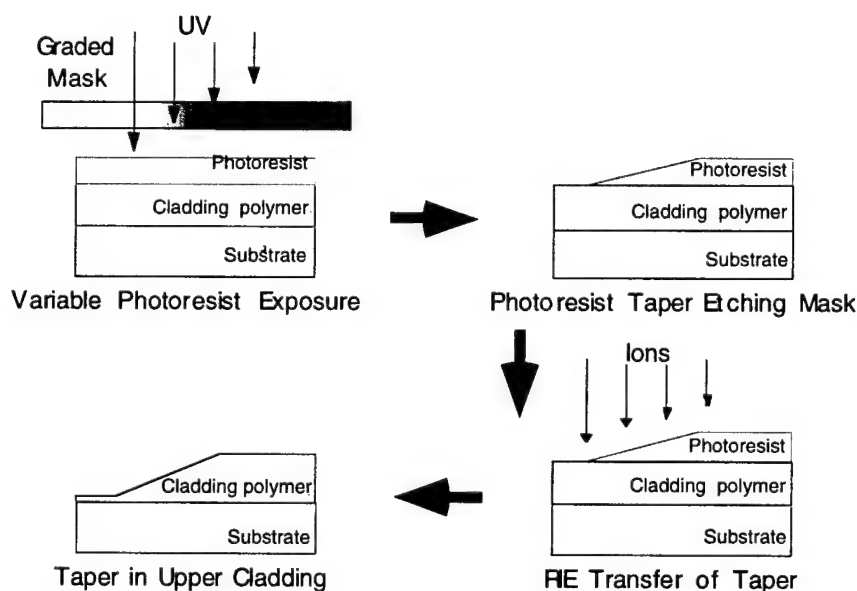 UV
Graded
Mask
Photoresist
Cladding polymer
Substrate
Variable Photoresist Exposure
Photoresist
Cladding polymer
Substrate
Photoresist Taper Etching Mask
Ions
Photoresist
Cladding polymer
Substrate
RIE Transfer of Taper
Cladding polymer
Substrate
Taper in Upper Cladding